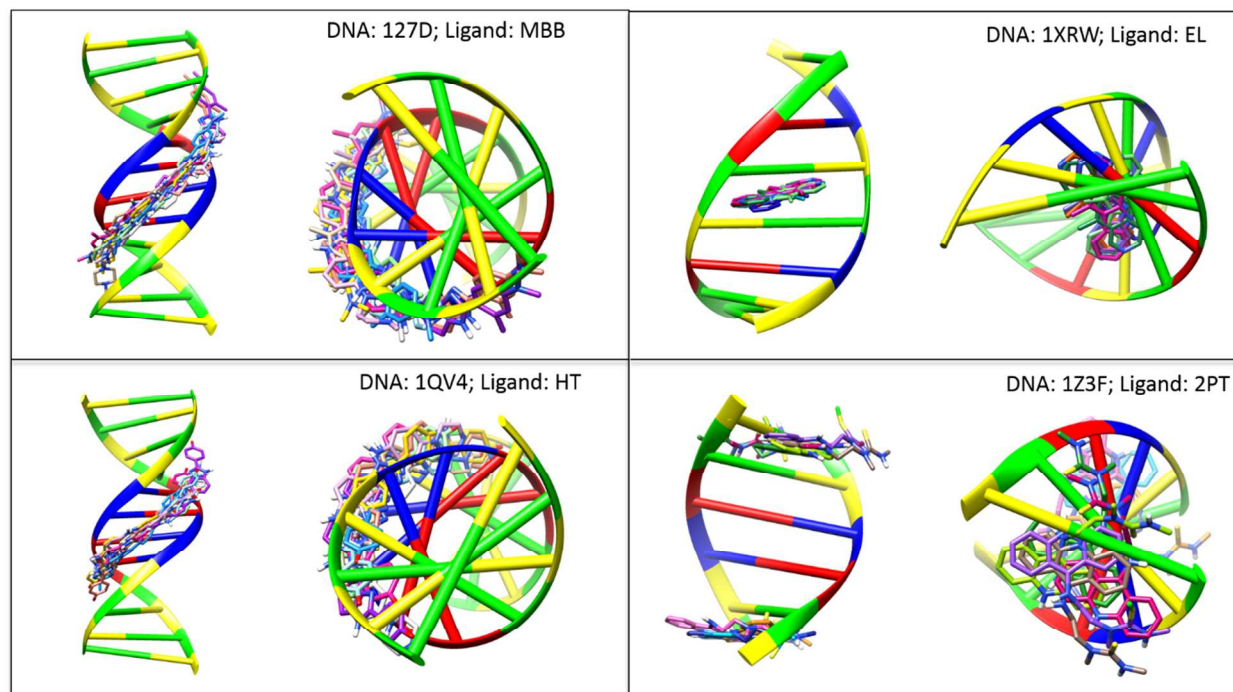 DNA: 127D; Ligand: MBB
DNA: 1XRW; Ligand: EL
DNA: 1QV4; Ligand: HT
DNA: 1Z3F; Ligand: 2PT